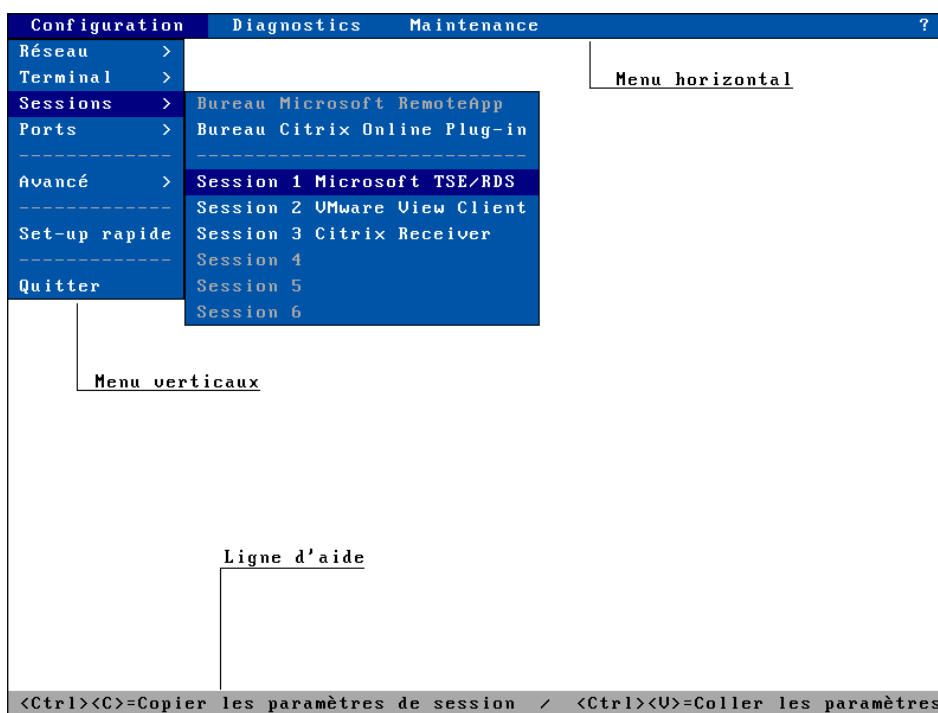 Configuration Diagnostics Maintenance ?
Réseau >
Terminal >
Menu horizontal
Sessions >
Ports >
-------------
Avancé >
-------------
Set-up rapide
-------------
Quitter
Bureau Microsoft RemoteApp
Bureau Citrix Online Plug-in
----------------------------
Session 1 Microsoft TSE/RDS
Session 2 VMware View Client
Session 3 Citrix Receiver
Session 4
Session 5
Session 6
Menu verticaux
Ligne d'aide
<Ctrl><C>=Copier les paramètres de session / <Ctrl><V>=Coller les paramètres